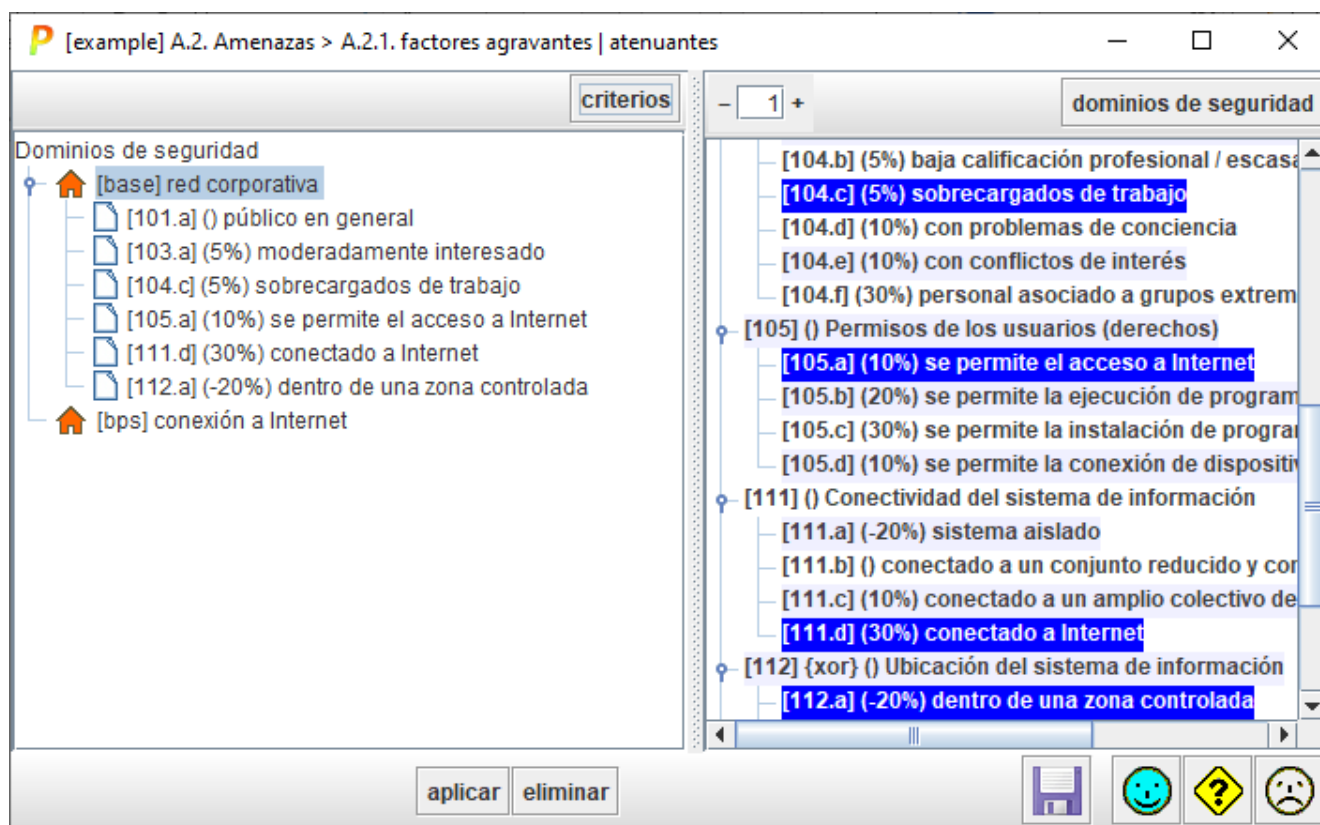 P [example] A.2. Amenazas > A.2.1. factores agravantes | atenuantes
criterios
Dominios de seguridad
[base] red corporativa
[101.a] () público en general
[103.a] (5%) moderadamente interesado
[104.c] (5%) sobrecargados de trabajo
[105.a] (10%) se permite el acceso a Internet
[111.d] (30%) conectado a Internet
[112.a] (-20%) dentro de una zona controlada
[bps] conexión a Internet
− 1 +
dominios de seguridad
[104.b] (5%) baja calificación profesional / escasa
[104.c] (5%) sobrecargados de trabajo
[104.d] (10%) con problemas de conciencia
[104.e] (10%) con conflictos de interés
[104.f] (30%) personal asociado a grupos extrem
[105] () Permisos de los usuarios (derechos)
[105.a] (10%) se permite el acceso a Internet
[105.b] (20%) se permite la ejecución de program
[105.c] (30%) se permite la instalación de progra
[105.d] (10%) se permite la conexión de dispositi
[111] () Conectividad del sistema de información
[111.a] (-20%) sistema aislado
[111.b] () conectado a un conjunto reducido y con
[111.c] (10%) conectado a un amplio colectivo de
[111.d] (30%) conectado a Internet
[112] {xor} () Ubicación del sistema de información
[112.a] (-20%) dentro de una zona controlada
aplicar
eliminar
?